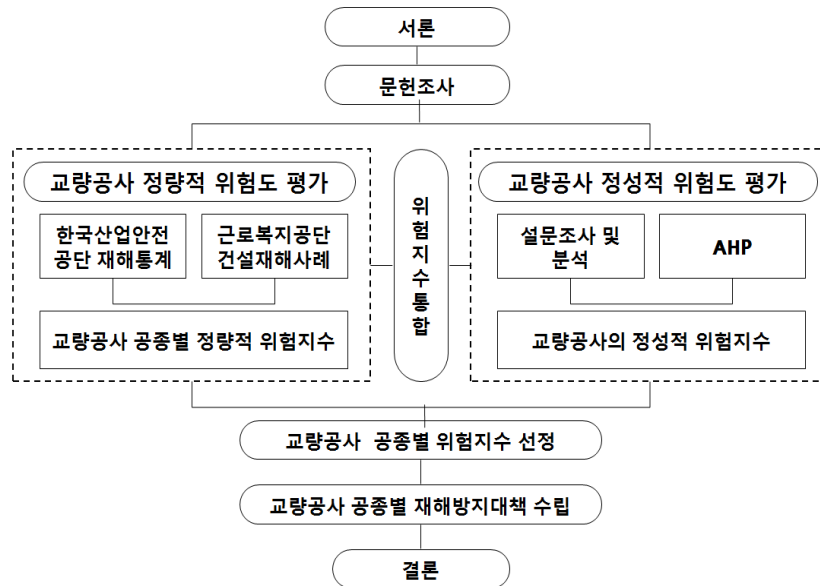 서론
문헌조사
교량공사 정량적 위험도 평가
한국산업안전
공단 재해통계
근로복지공단
건설재해사례
교량공사 공종별 정량적 위험지수
위험지수통합
교량공사 정성적 위험도 평가
설문조사 및
분석
AHP
교량공사의 정성적 위험지수
교량공사 공종별 위험지수 선정
교량공사 공종별 재해방지대책 수립
결론